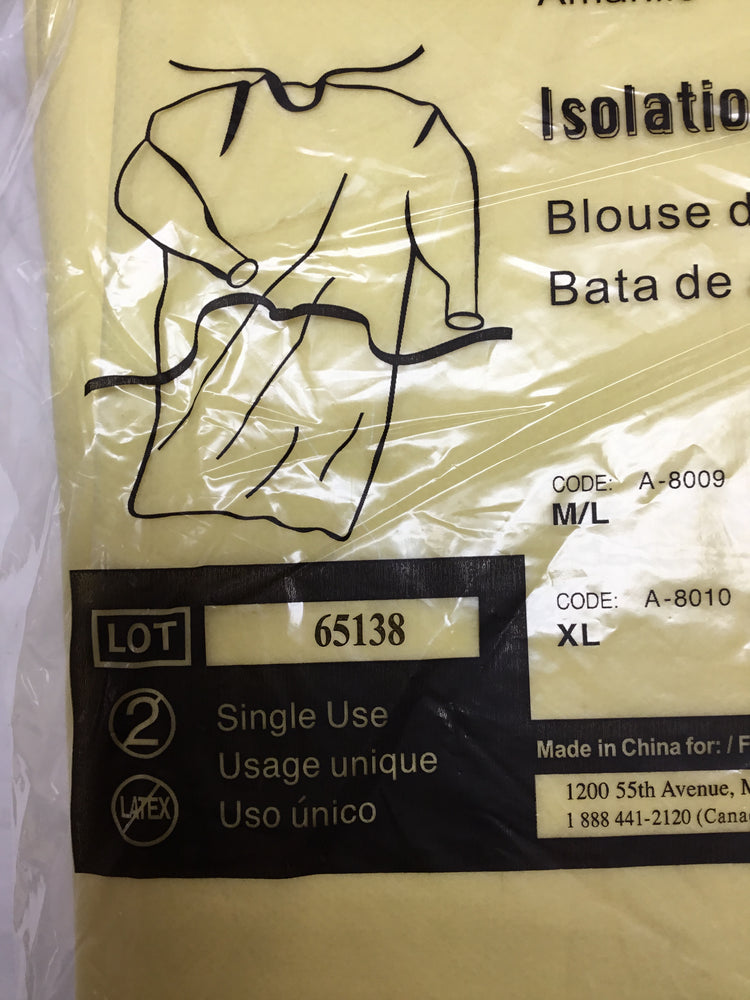 Isolatio
Blouse d
Bata de
CODE: A-8009
M/L
CODE: A-8010
XL
LOT 65138
2 Single Use
Usage unique
LATEX Uso único
Made in China for: / F
1200 55th Avenue, M
1 888 441-2120 (Cana